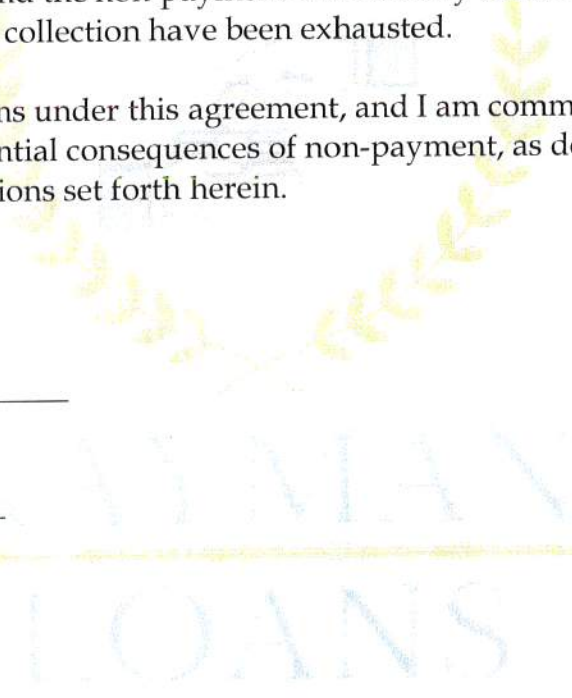 collection have been exhausted.
ns under this agreement, and I am comm
ntial consequences of non-payment, as d
ions set forth herein.
AYMAN
LOANS